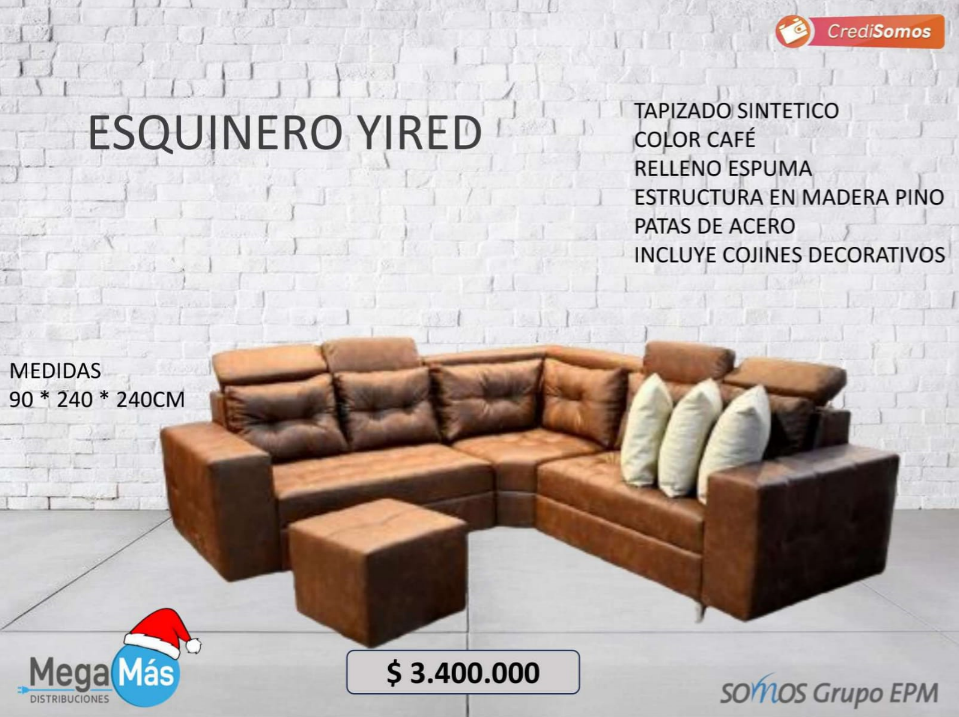 CrediSomos
ESQUINERO YIRED
TAPIZADO SINTETICO
COLOR CAFÉ
RELLENO ESPUMA
ESTRUCTURA EN MADERA PINO
PATAS DE ACERO
INCLUYE COJINES DECORATIVOS
MEDIDAS
90 * 240 * 240CM
Mega Más
DISTRIBUCIONES
$ 3.400.000
somos Grupo EPM